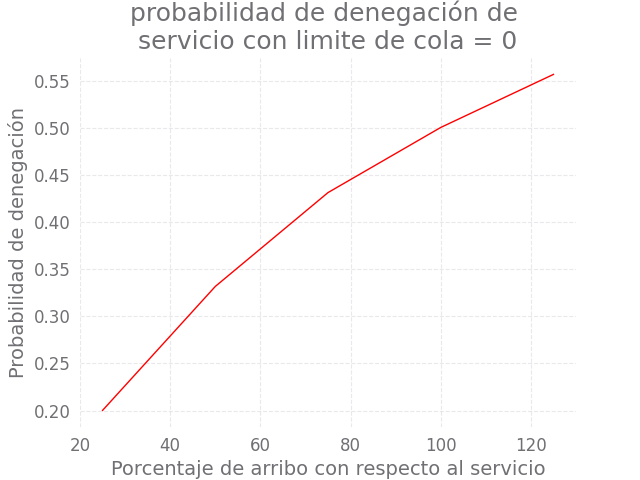 probabilidad de denegación de
servicio con limite de cola = 0
0.55
0.50
0.45
0.40
0.35
0.30
0.25
0.20
Probabilidad de denegación
20 40 60 80 100 120
Porcentaje de arribo con respecto al servicio